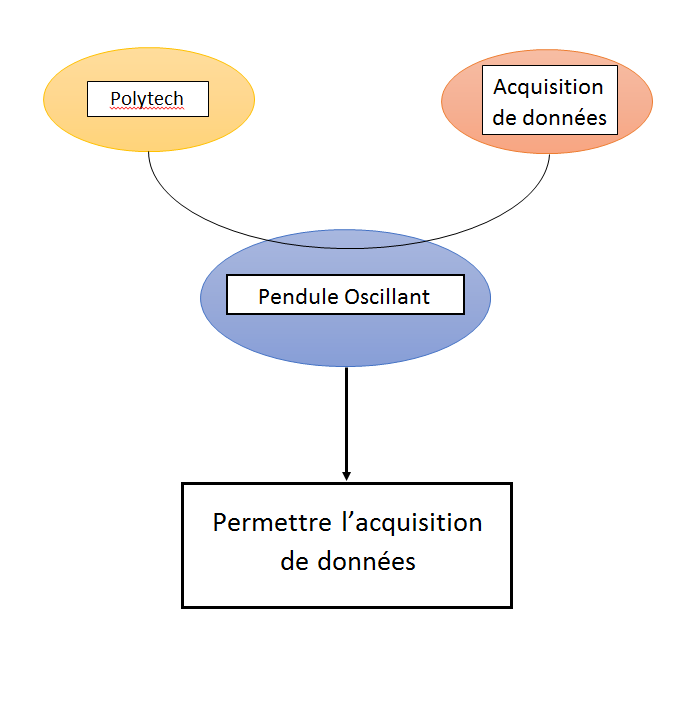 Polytech
Acquisition
de données
Pendule Oscillant
Permettre l’acquisition
de données